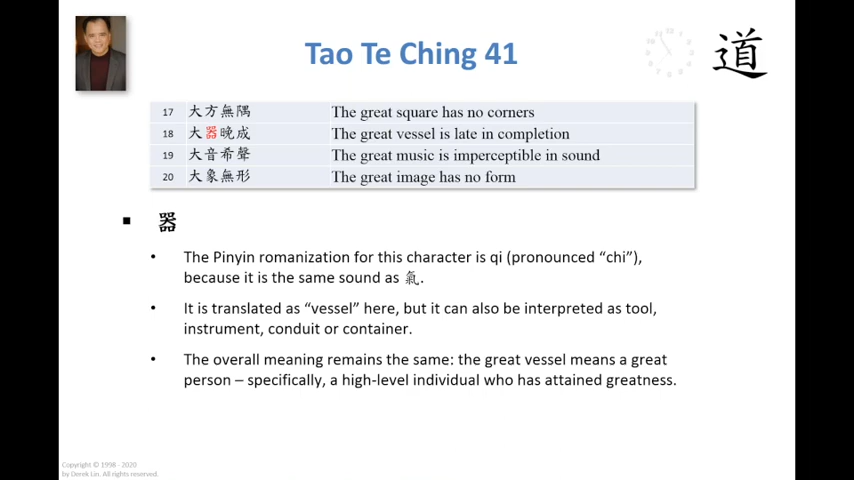 Tao Te Ching 41
道
17 大方無隅 The great square has no corners
18 大器晚成 The great vessel is late in completion
19 大音希聲 The great music is imperceptible in sound
20 大象無形 The great image has no form
▪ 器
• The Pinyin romanization for this character is qi (pronounced “chi”),
because it is the same sound as 氣.
• It is translated as “vessel” here, but it can also be interpreted as tool,
instrument, conduit or container.
• The overall meaning remains the same: the great vessel means a great
person – specifically, a high-level individual who has attained greatness.
Copyright © 1998 - 2020
by Derek Lin. All rights reserved.